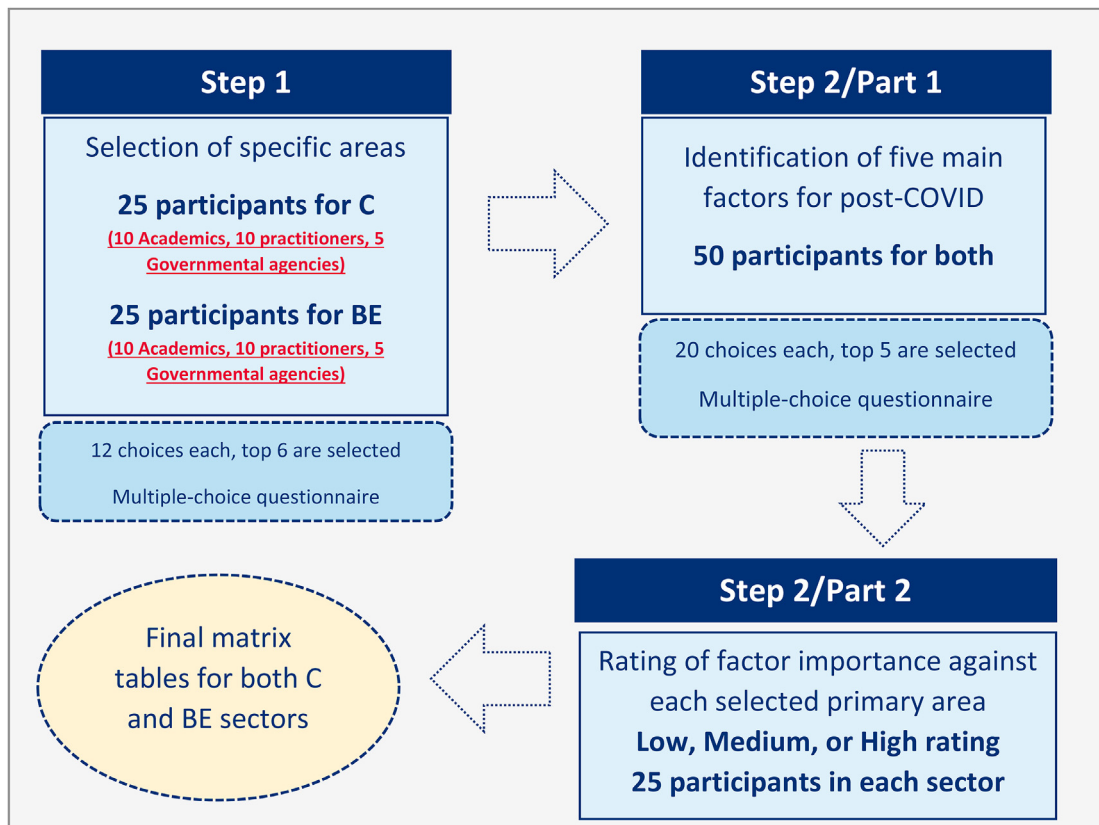 Step 1
Selection of specific areas
25 participants for C
(10 Academics, 10 practitioners, 5
Governmental agencies)
25 participants for BE
(10 Academics, 10 practitioners, 5
Governmental agencies)
12 choices each, top 6 are selected
Multiple-choice questionnaire
Step 2/Part 1
Identification of five main
factors for post-COVID
50 participants for both
20 choices each, top 5 are selected
Multiple-choice questionnaire
Step 2/Part 2
Rating of factor importance against
each selected primary area
Low, Medium, or High rating
25 participants in each sector
Final matrix
tables for both C
and BE sectors